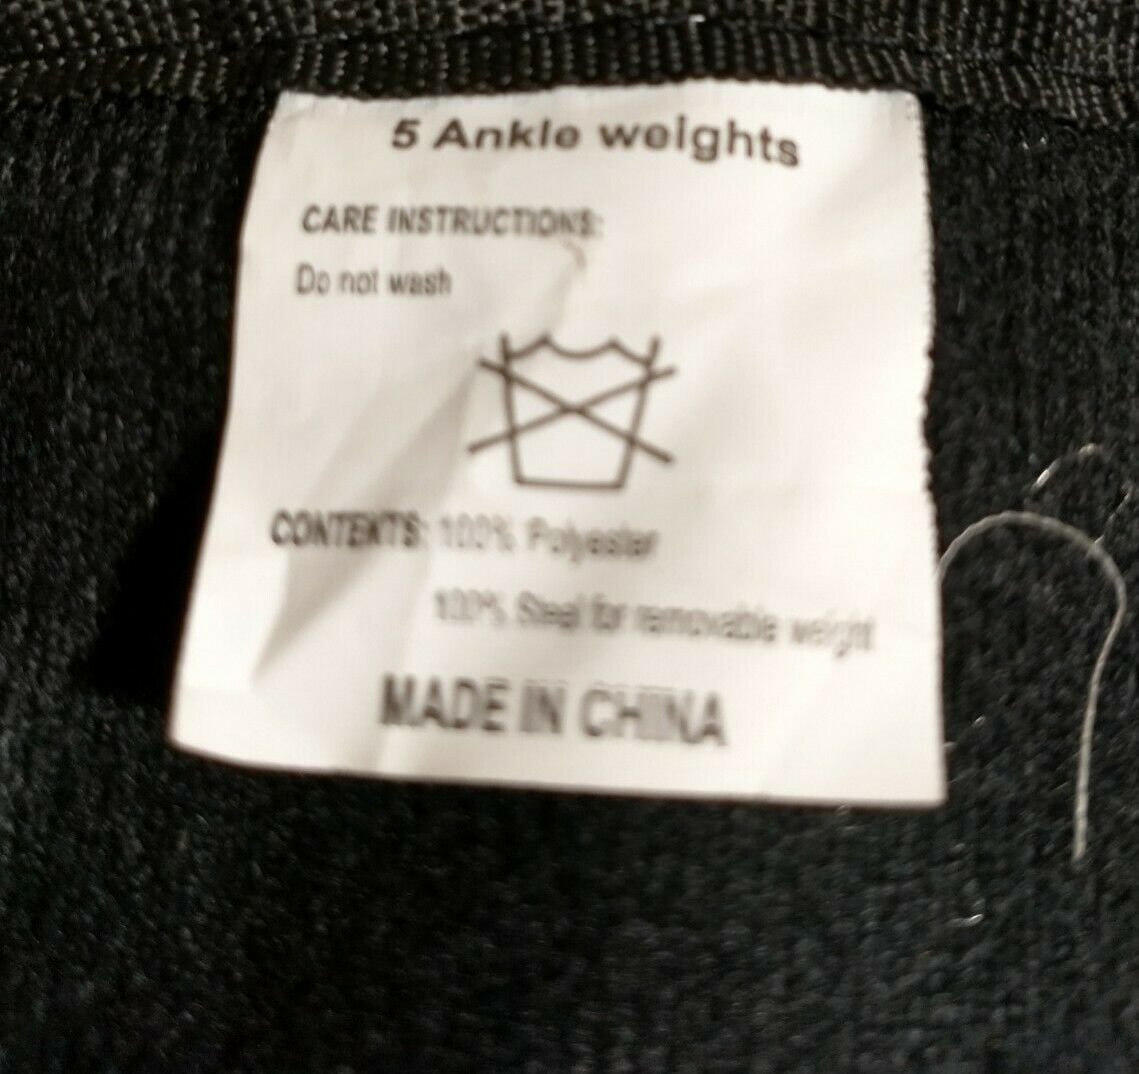 5 Ankle weights
CARE INSTRUCTIONS:
Do not wash
CONTENTS: 100% Polyester
100% Steel for removable weight
MADE IN CHINA